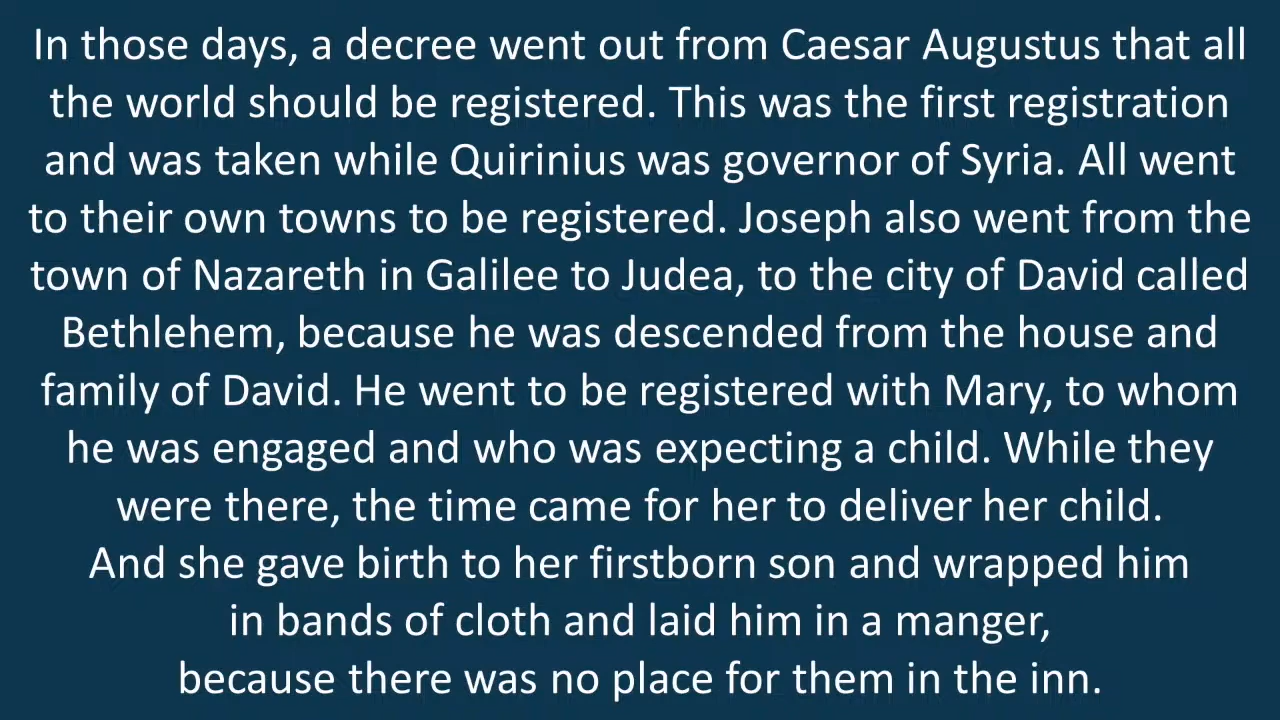 In those days, a decree went out from Caesar Augustus that all
the world should be registered. This was the first registration
and was taken while Quirinius was governor of Syria. All went
to their own towns to be registered. Joseph also went from the
town of Nazareth in Galilee to Judea, to the city of David called
Bethlehem, because he was descended from the house and
family of David. He went to be registered with Mary, to whom
he was engaged and who was expecting a child. While they
were there, the time came for her to deliver her child.
And she gave birth to her firstborn son and wrapped him
in bands of cloth and laid him in a manger,
because there was no place for them in the inn.